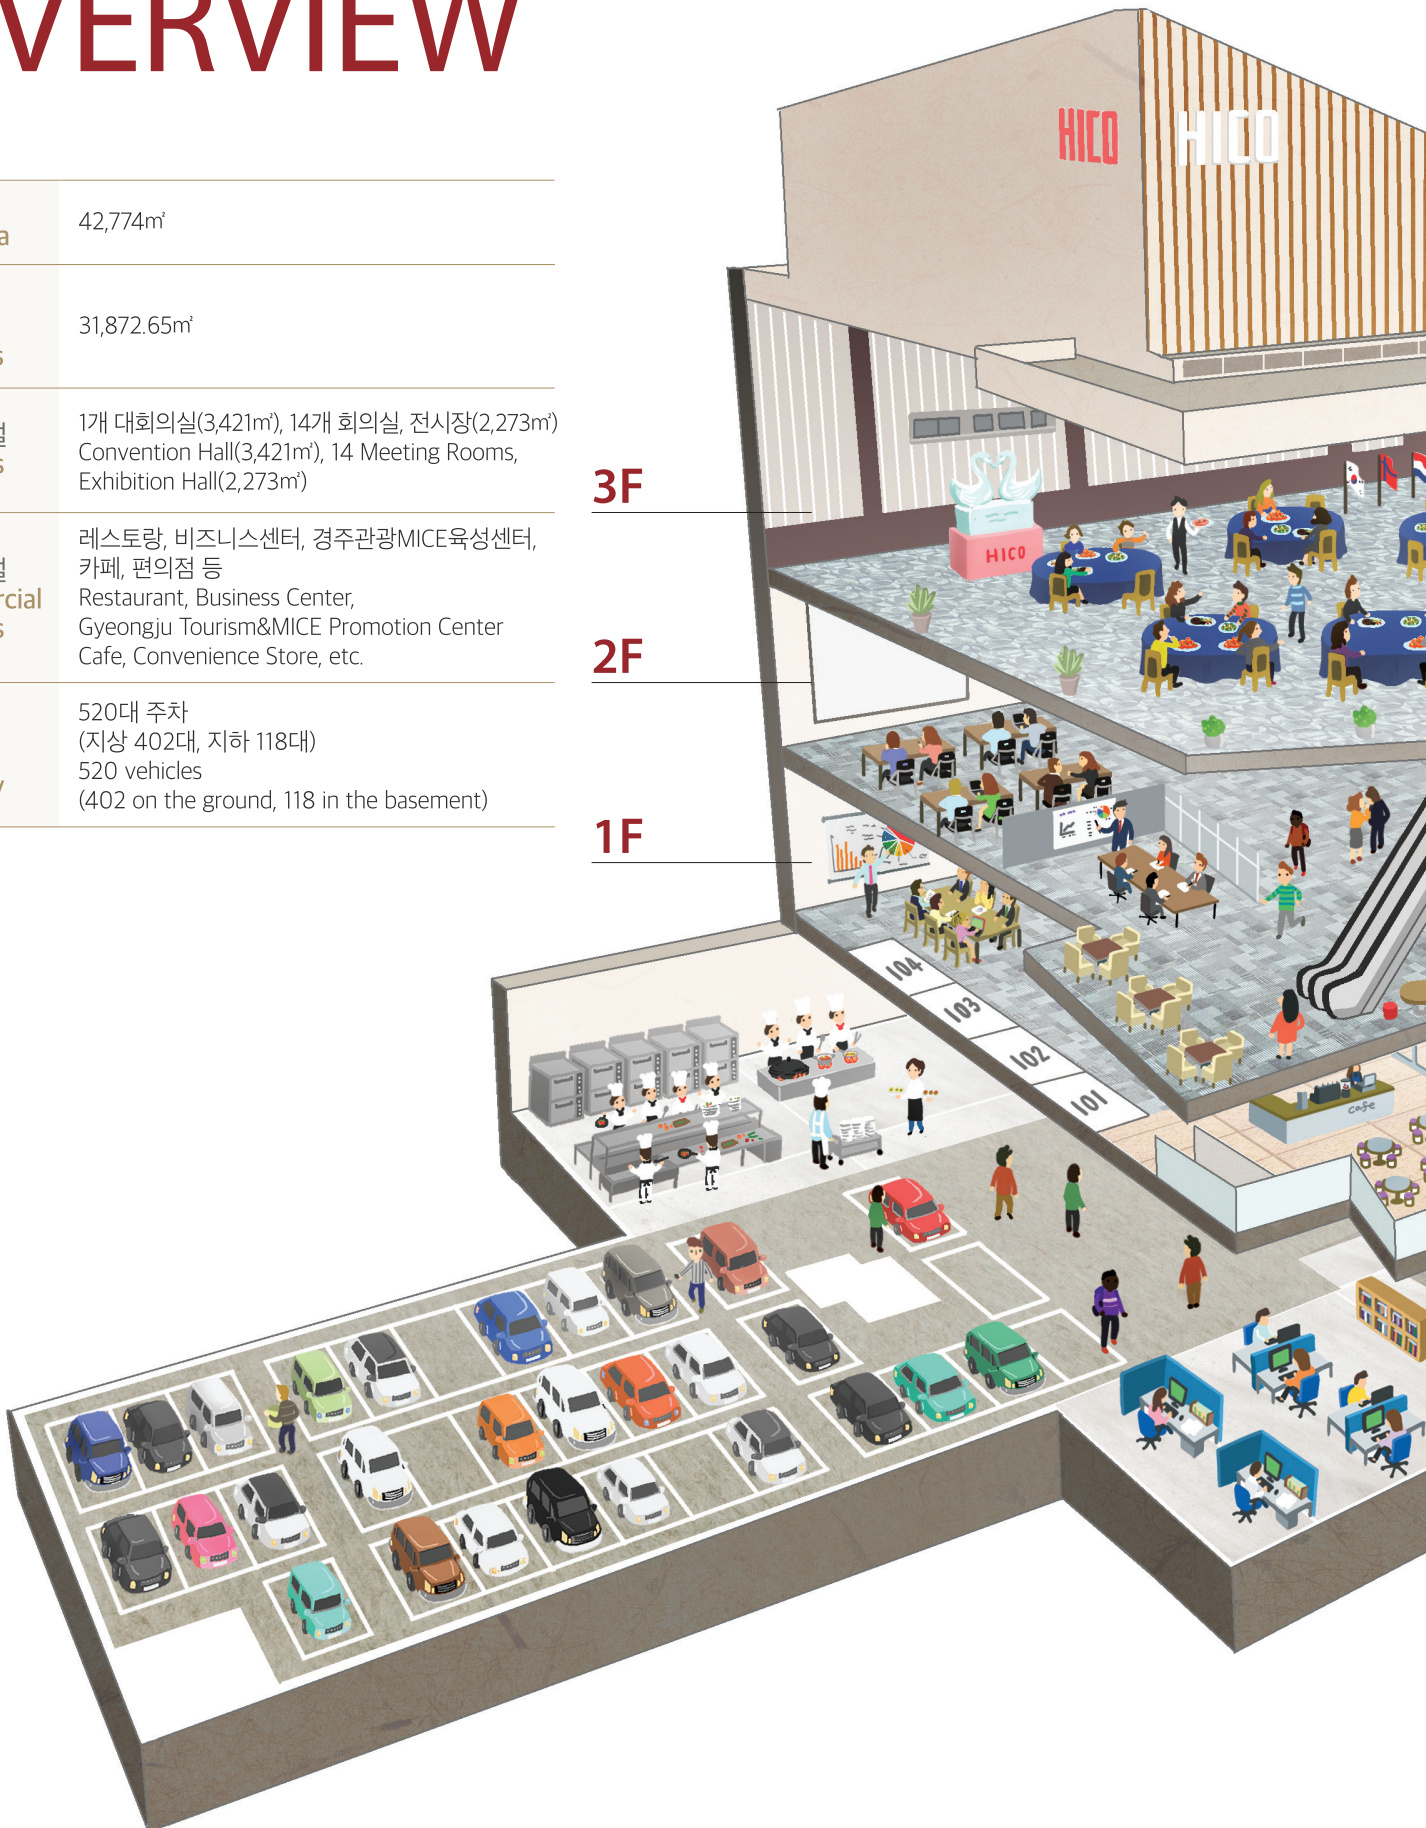 VERVIEW
HICO
HICO
a
42,774㎡
s
31,872.65㎡
설
s
1개 대회의실(3,421㎡), 14개 회의실, 전시장(2,273㎡)
Convention Hall(3,421㎡), 14 Meeting Rooms,
Exhibition Hall(2,273㎡)
설
rcial
s
레스토랑, 비즈니스센터, 경주관광MICE육성센터,
카페, 편의점 등
Restaurant, Business Center,
Gyeongju Tourism&MICE Promotion Center
Cafe, Convenience Store, etc.
y
520대 주차
(지상 402대, 지하 118대)
520 vehicles
(402 on the ground, 118 in the basement)
3F
HICO
2F
1F
104
103
102
101
cafe